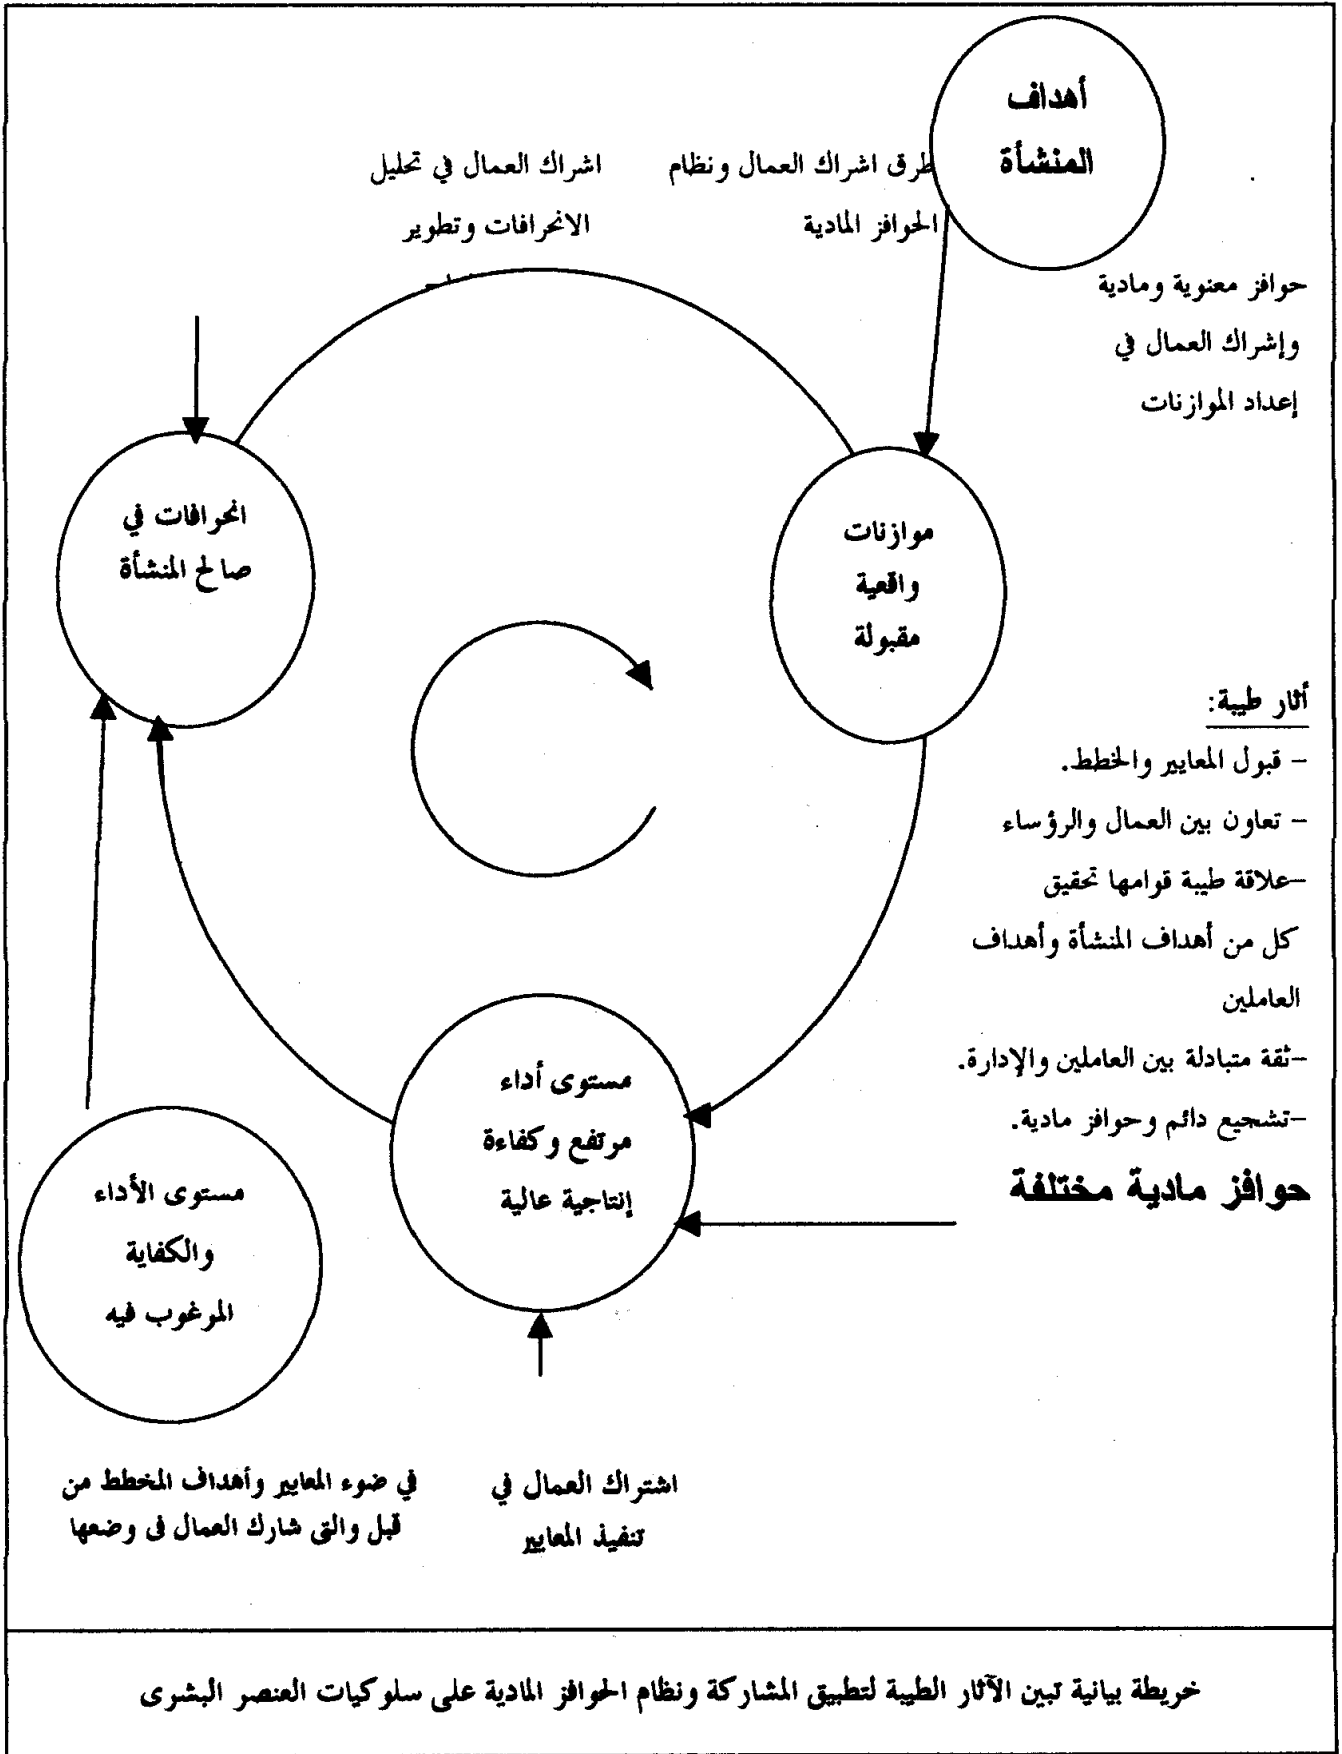 أهداف
المنشأة
طرق اشراك العمال ونظام
الحوافز المادية
اشراك العمال في تحليل
الانحرافات وتطوير
حوافز معنوية ومادية
وإشراك العمال في
إعداد الموازنات
موازنات
واقعية
مقبولة
انحرافات في
صالح المنشأة
أثار طيبة:
- قبول المعايير والخطط.
- تعاون بين العمال والرؤساء
-علاقة طيبة قوامها تحقيق
كل من أهداف المنشأة وأهداف
العاملين
-ثقة متبادلة بين العاملين والإدارة.
-تشجيع دائم وحوافز مادية.
حوافز مادية مختلفة
مستوى أداء
مرتفع وكفاءة
إنتاجية عالية
مستوى الأداء
والكفاية
المرغوب فيه
اشتراك العمال في
تنفيذ المعايير
في ضوء المعايير وأهداف المخطط من
قبل والتى شارك العمال فى وضعها
خريطة بيانية تبين الآثار الطيبة لتطبيق المشاركة ونظام الحوافز المادية على سلوكيات العنصر البشرى